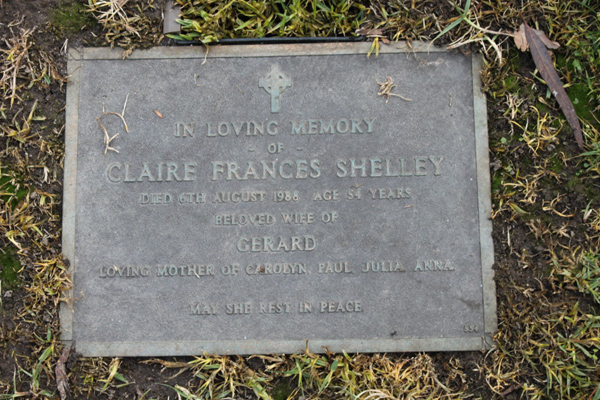 IN LOVING MEMORY
- OF -
CLAIRE FRANCES SHELLEY
DIED 6TH AUGUST 1988 AGE 54 YEARS
BELOVED WIFE OF
GERARD
LOVING MOTHER OF CAROLYN, PAUL, JULIA, ANNA.
MAY SHE REST IN PEACE